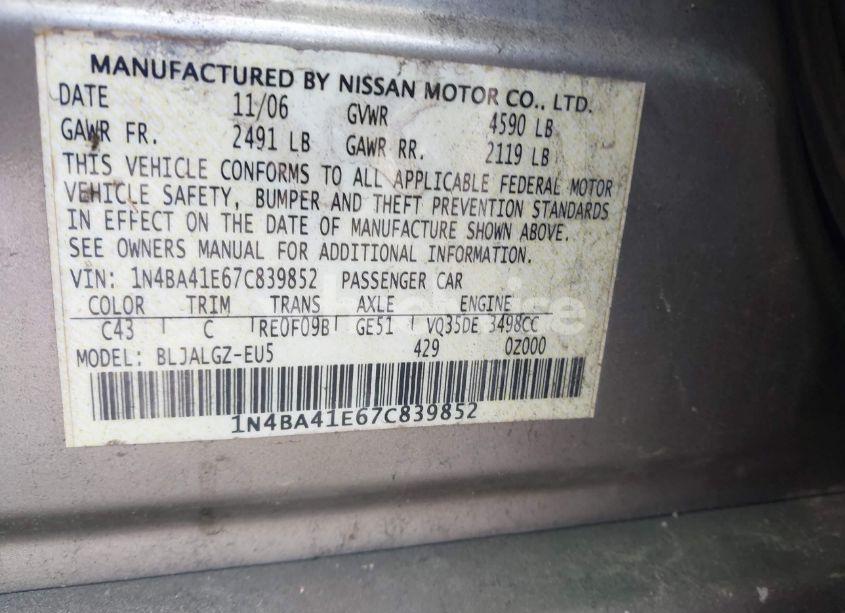 MANUFACTURED BY NISSAN MOTOR CO., LTD.
DATE 11/06 GVWR 4590 LB
GAWR FR. 2491 LB GAWR RR. 2119 LB
THIS VEHICLE CONFORMS TO ALL APPLICABLE FEDERAL MOTOR
VEHICLE SAFETY, BUMPER AND THEFT PREVENTION STANDARDS
IN EFFECT ON THE DATE OF MANUFACTURE SHOWN ABOVE.
SEE OWNERS MANUAL FOR ADDITIONAL INFORMATION.
VIN: 1N4BA41E67C839852 PASSENGER CAR
COLOR TRIM TRANS AXLE ENGINE
C43 C RE0F09B GE51 VQ35DE 3498CC
MODEL: BLJALGZ-EU5 429 0Z000
1N4BA41E67C839852